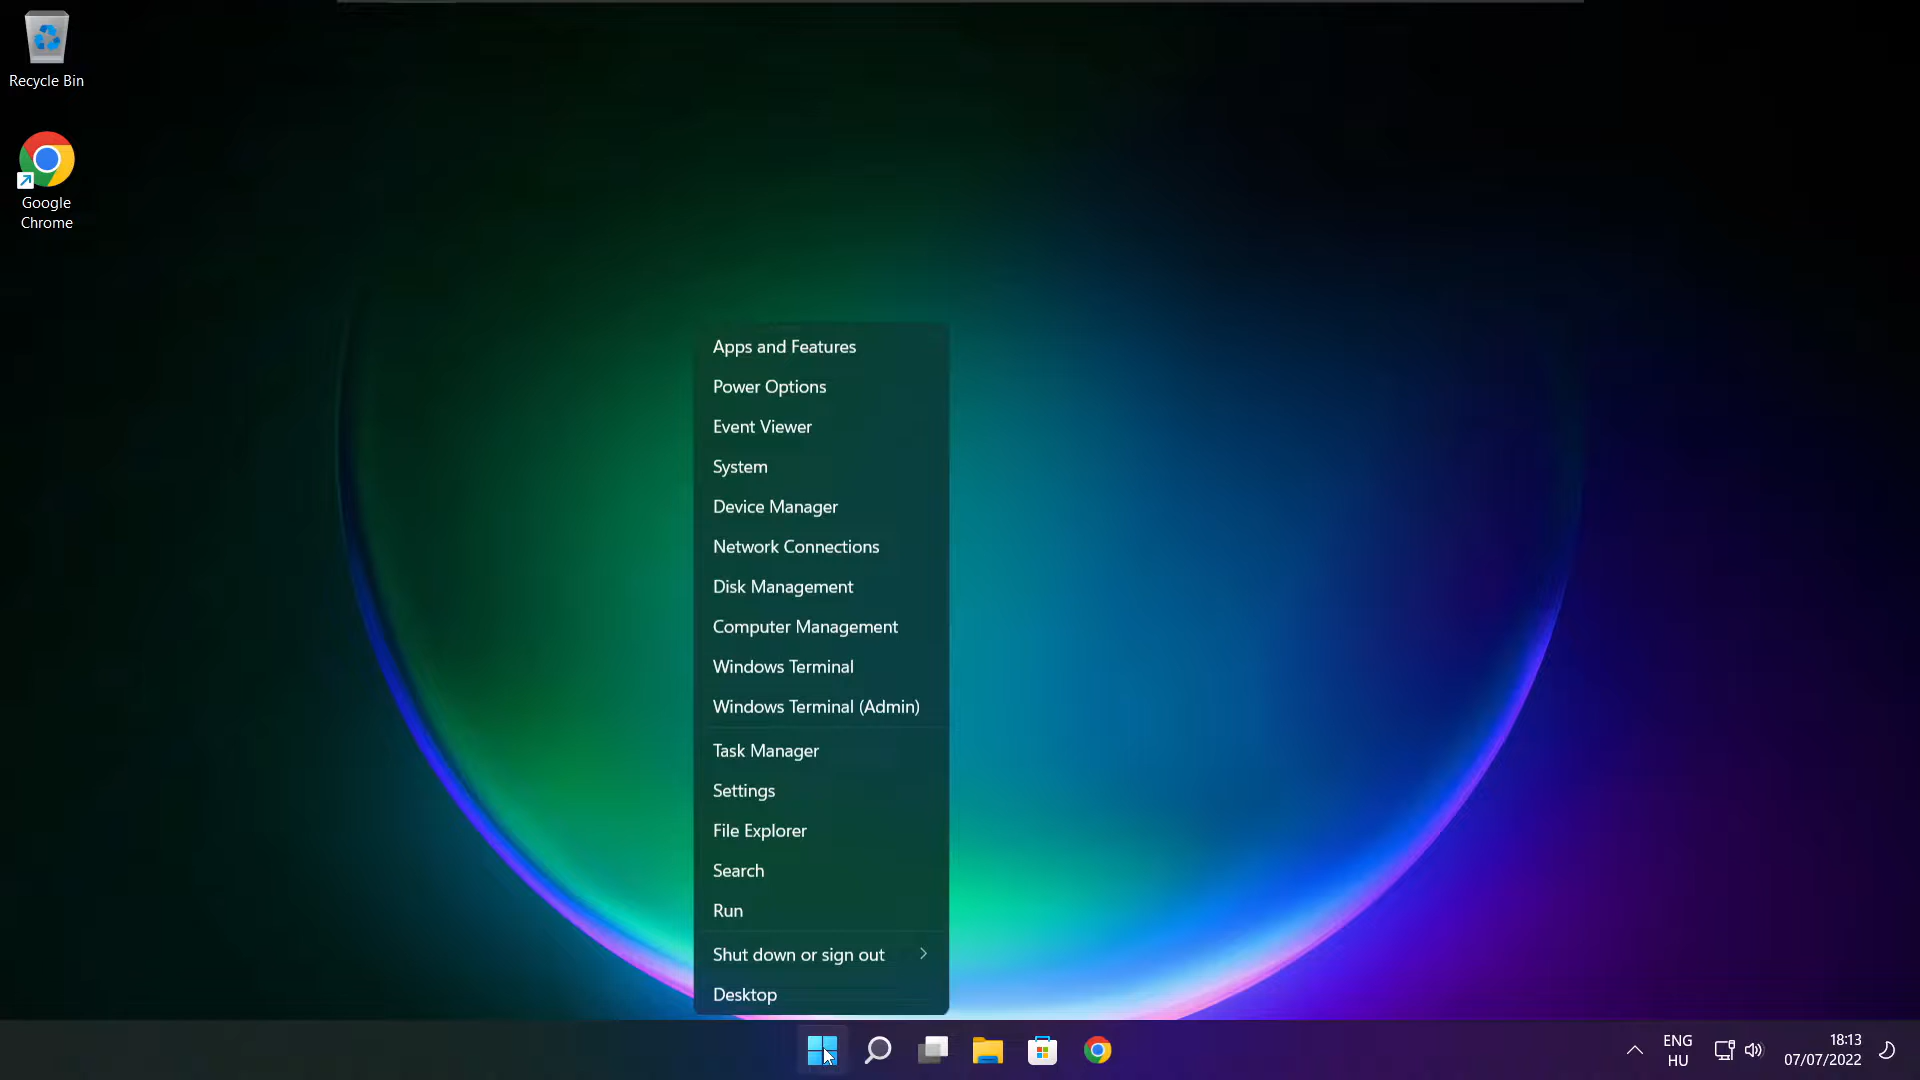 Recycle Bin
Google
Chrome
Apps and Features
Power Options
Event Viewer
System
Device Manager
Network Connections
Disk Management
Computer Management
Windows Terminal
Windows Terminal (Admin)
Task Manager
Settings
File Explorer
Search
Run
Shut down or sign out
Desktop
ENG
HU
18:13
07/07/2022